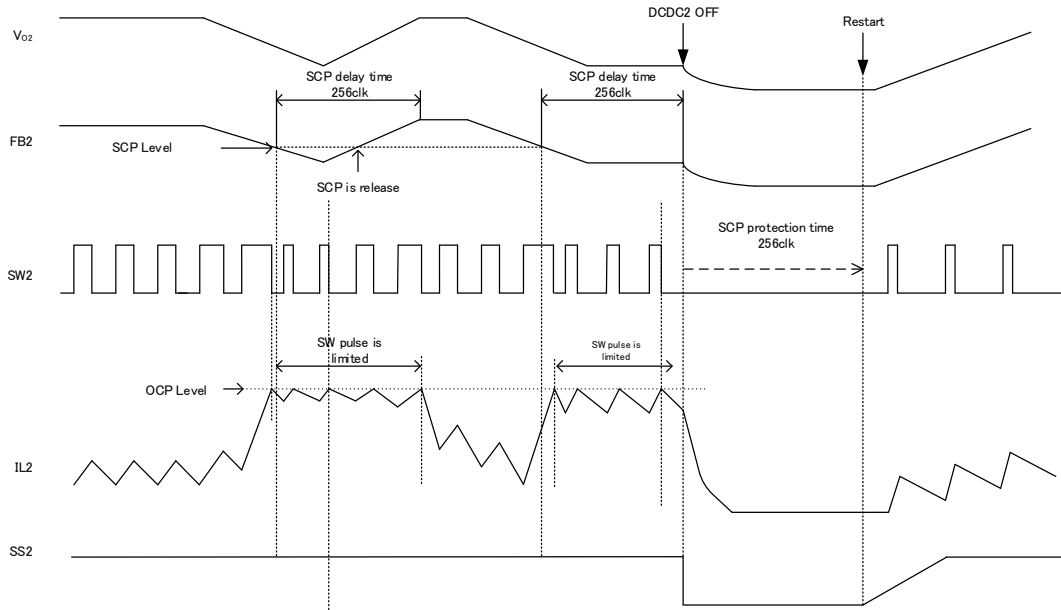 DCDC2 OFF
Restart
VO2
SCP delay time
256clk
SCP delay time
256clk
FB2
SCP Level
SCP is release
SCP protection time
256clk
SW2
SW pulse is
limited
SW pulse is
limited
OCP Level
IL2
SS2